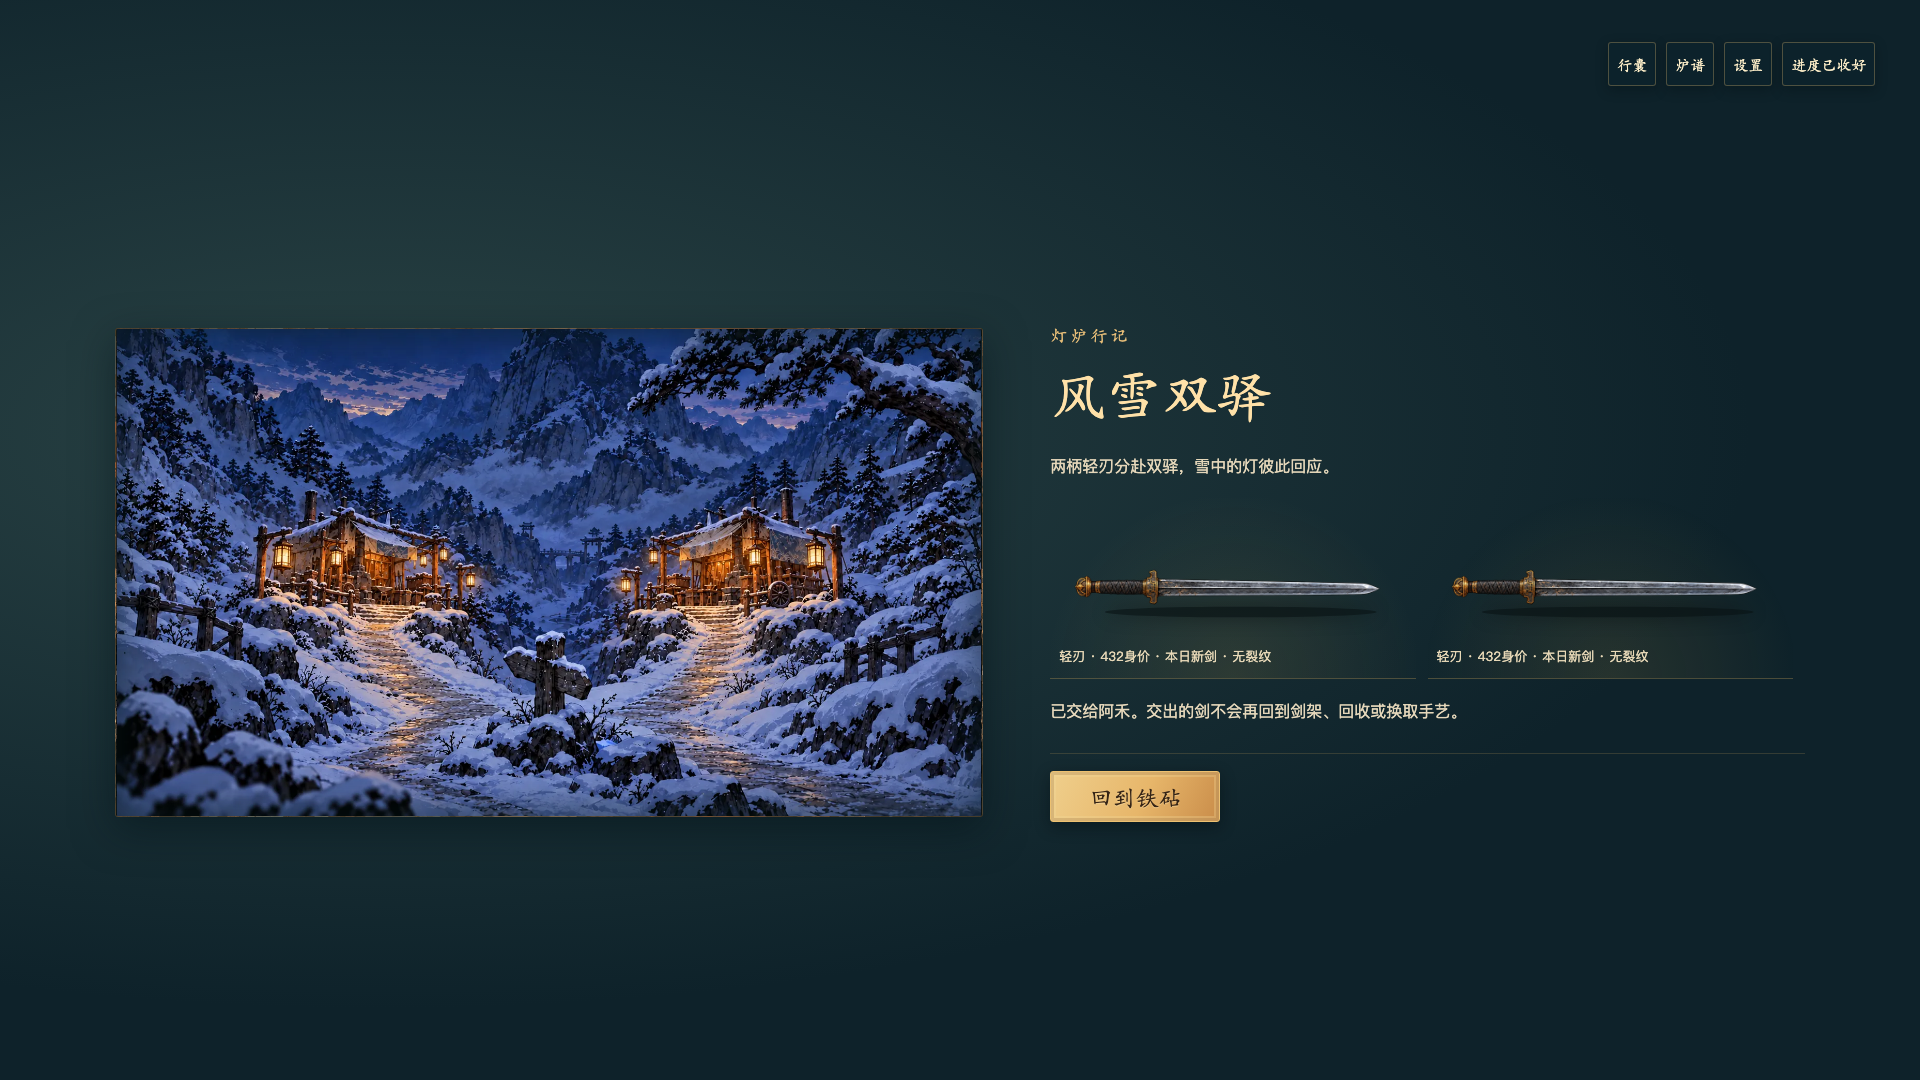 行囊 炉谱 设置 进度已收好
灯炉行记
风雪双驿
两柄轻刃分赴双驿，雪中的灯彼此回应。
轻刃 · 432身价 · 本日新剑 · 无裂纹
轻刃 · 432身价 · 本日新剑 · 无裂纹
已交给阿禾。交出的剑不会再回到剑架、回收或换取手艺。
回到铁砧